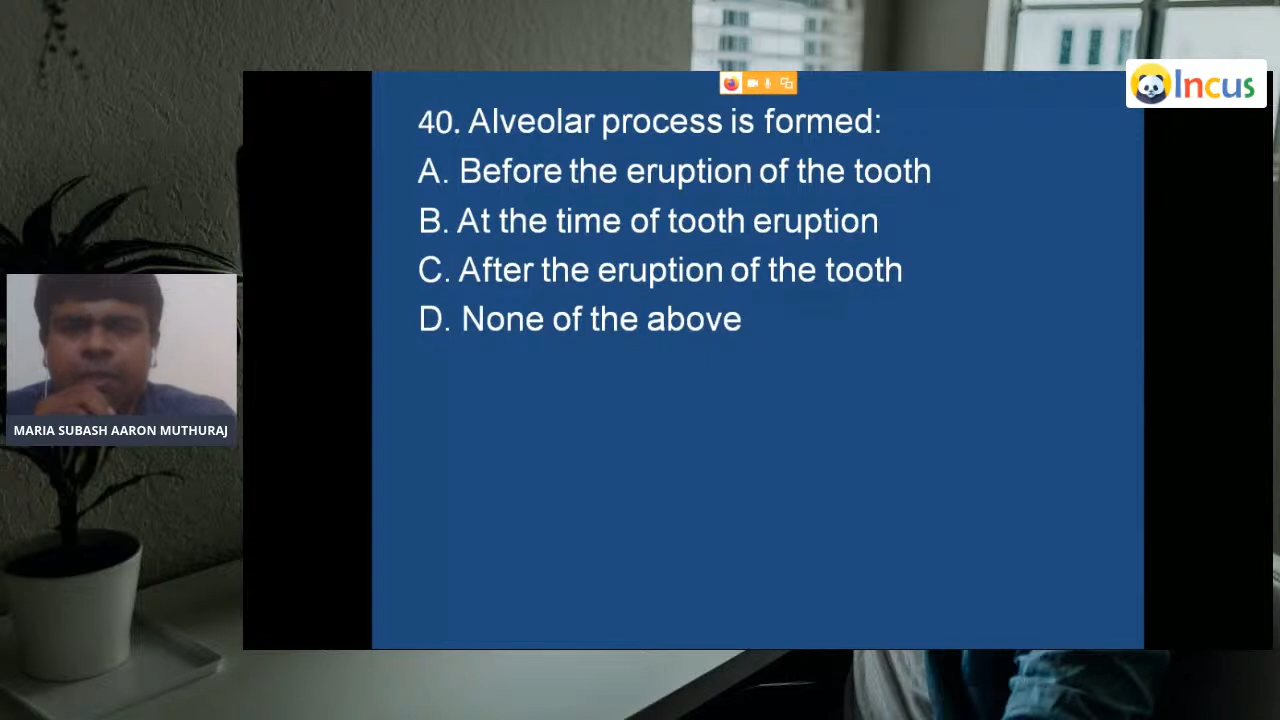 Incus
40. Alveolar process is formed:
A. Before the eruption of the tooth
B. At the time of tooth eruption
C. After the eruption of the tooth
D. None of the above
MARIA SUBASH AARON MUTHURAJ